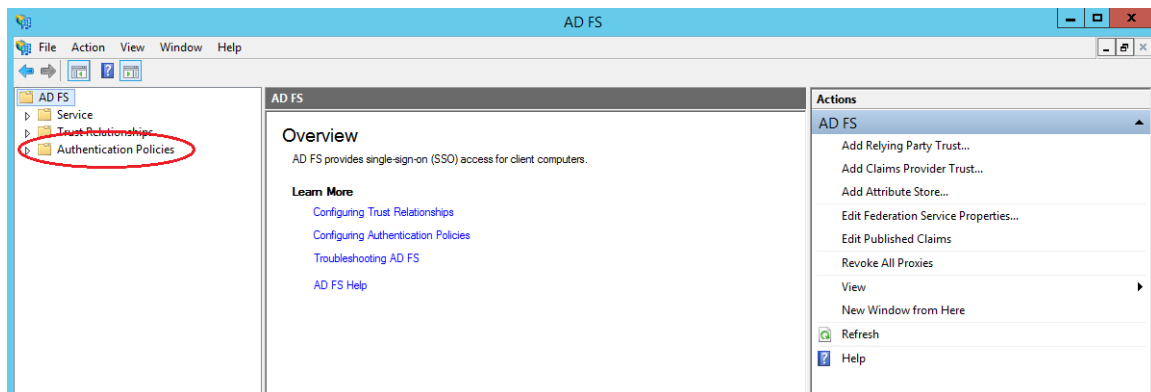 AD FS
File Action View Window Help
AD FS
Service
Trust Relationships
Authentication Policies
AD FS
Overview
AD FS provides single-sign-on (SSO) access for client computers.
Learn More
Configuring Trust Relationships
Configuring Authentication Policies
Troubleshooting AD FS
AD FS Help
Actions
AD FS
Add Relying Party Trust...
Add Claims Provider Trust...
Add Attribute Store...
Edit Federation Service Properties...
Edit Published Claims
Revoke All Proxies
View
New Window from Here
Refresh
Help